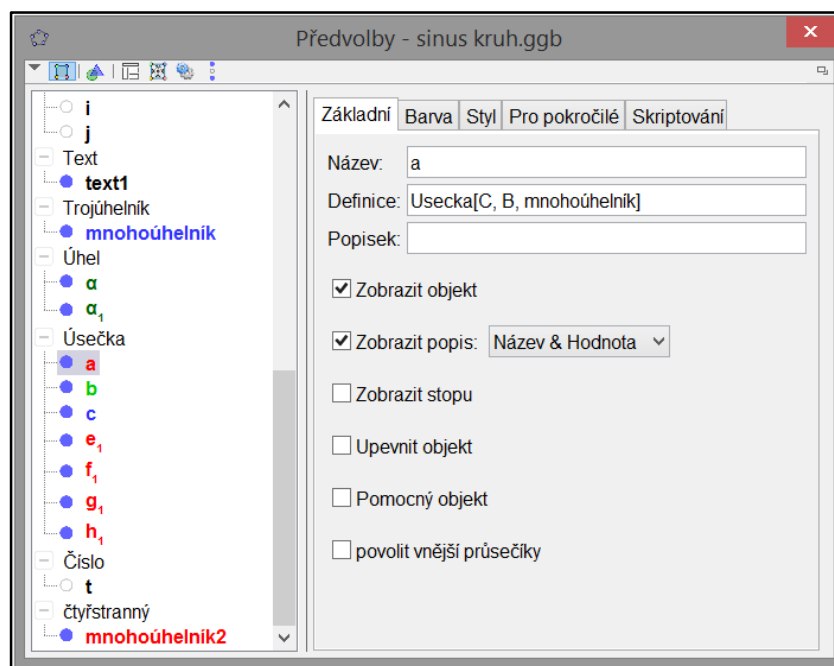 Předvolby - sinus kruh.ggb
i
j
Text
text1
Trojúhelník
mnohoúhelník
Úhel
α
α1
Úsečka
a
b
c
e1
f1
g1
h1
Číslo
t
čtyřstranný
mnohoúhelník2
Základní Barva Styl Pro pokročilé Skriptování
Název: a
Definice: Usecka[C, B, mnohoúhelník]
Popisek:
Zobrazit objekt
Zobrazit popis: Název & Hodnota
Zobrazit stopu
Upevnit objekt
Pomocný objekt
povolit vnější průsečíky